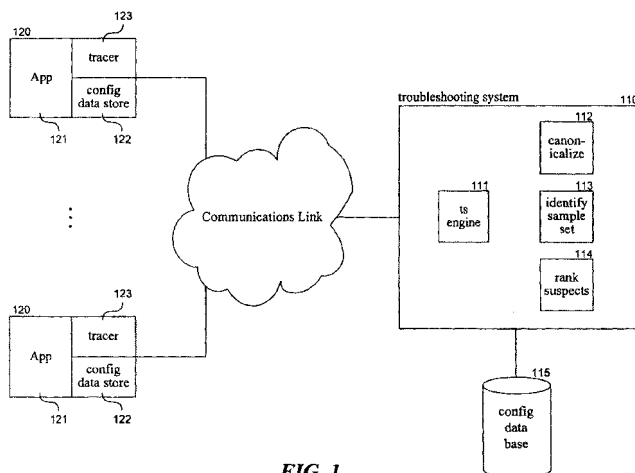 123
120
tracer
App
config
data store
121
122
⋮
120
123
tracer
App
config
data store
121
122
Communications Link
troubleshooting system
110
112
canon-
icalize
111
ts
engine
113
identify
sample
set
114
rank
suspects
115
config
data
base
FIG. 1